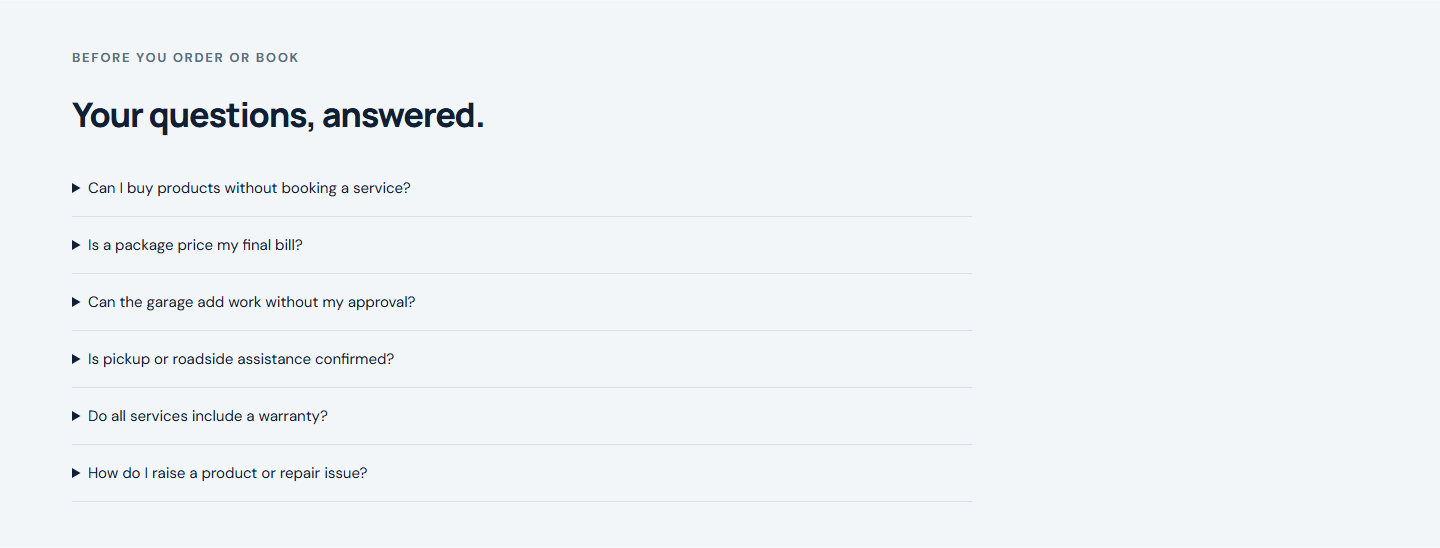 BEFORE YOU ORDER OR BOOK
Your questions, answered.
Can I buy products without booking a service?
Is a package price my final bill?
Can the garage add work without my approval?
Is pickup or roadside assistance confirmed?
Do all services include a warranty?
How do I raise a product or repair issue?